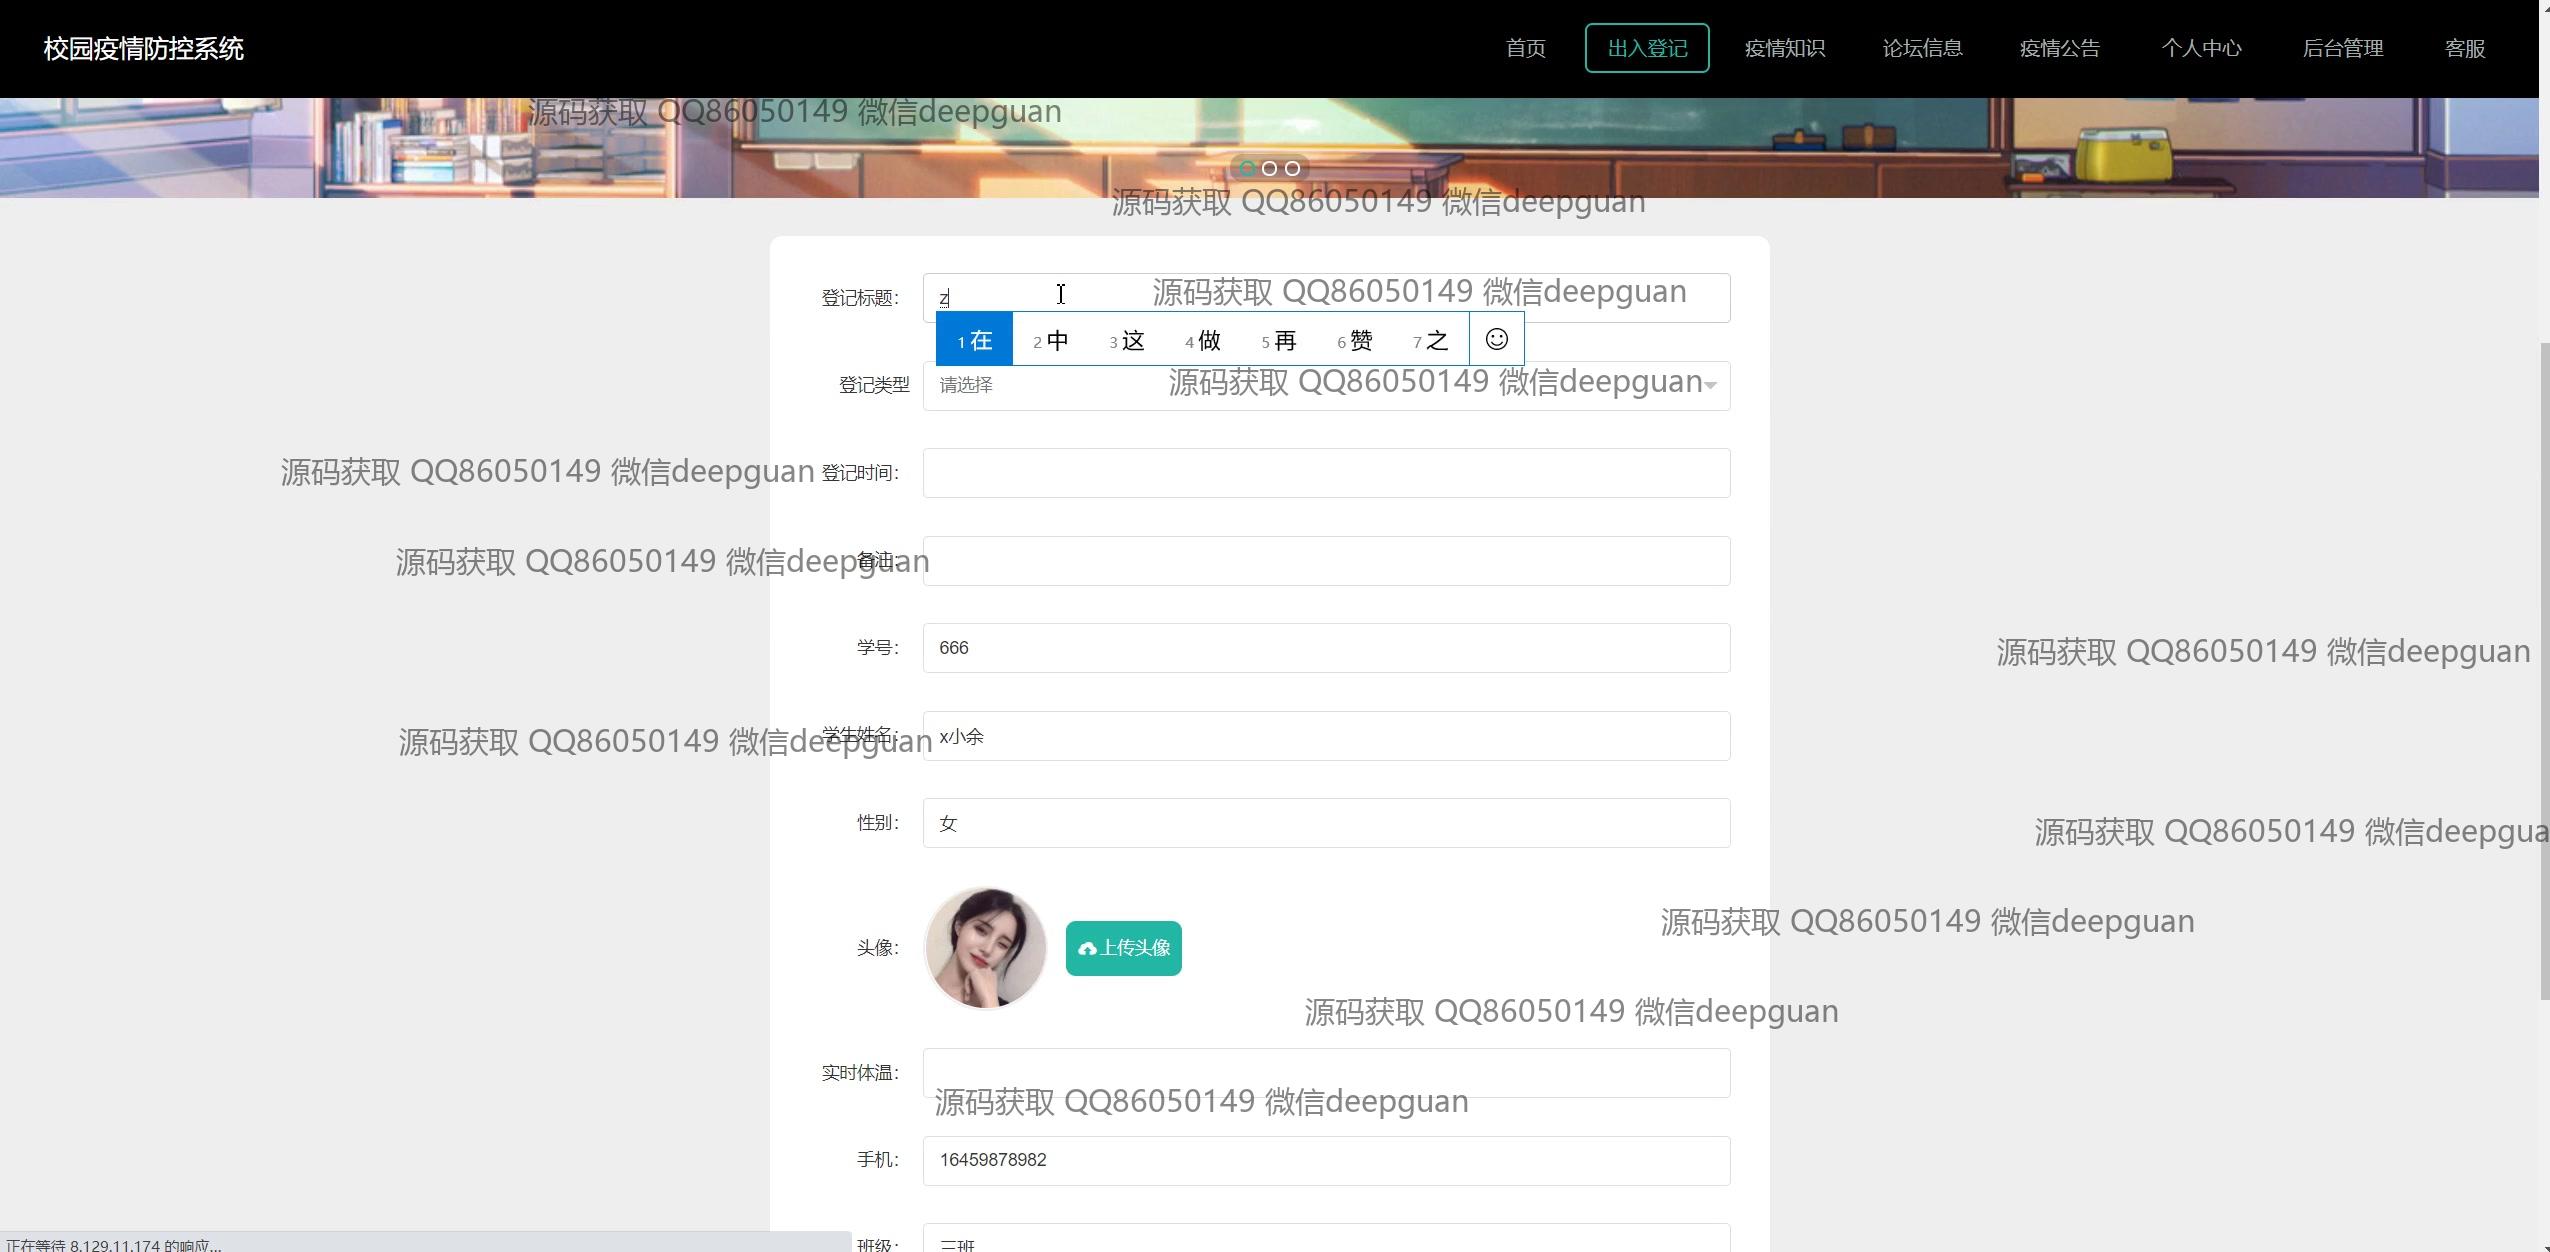 校园疫情防控系统
首页 出入登记 疫情知识 论坛信息 疫情公告 个人中心 后台管理 客服
源码获取 QQ86050149 微信deepguan
源码获取 QQ86050149 微信deepguan
登记标题： z 源码获取 QQ86050149 微信deepguan
1 在 2 中 3 这 4 做 5 再 6 赞 7 之
登记类型 请选择 源码获取 QQ86050149 微信deepguan
源码获取 QQ86050149 微信deepguan 登记时间：
源码获取 QQ86050149 微信deepguan 备注：
学号： 666 源码获取 QQ86050149 微信deepguan
源码获取 QQ86050149 微信deepguan 学生姓名： x小余
性别： 女 源码获取 QQ86050149 微信deepgua
源码获取 QQ86050149 微信deepguan
头像： 上传头像
源码获取 QQ86050149 微信deepguan
实时体温：
源码获取 QQ86050149 微信deepguan
手机： 16459878982
班级： 三班
正在等待 8.129.11.174 的响应...